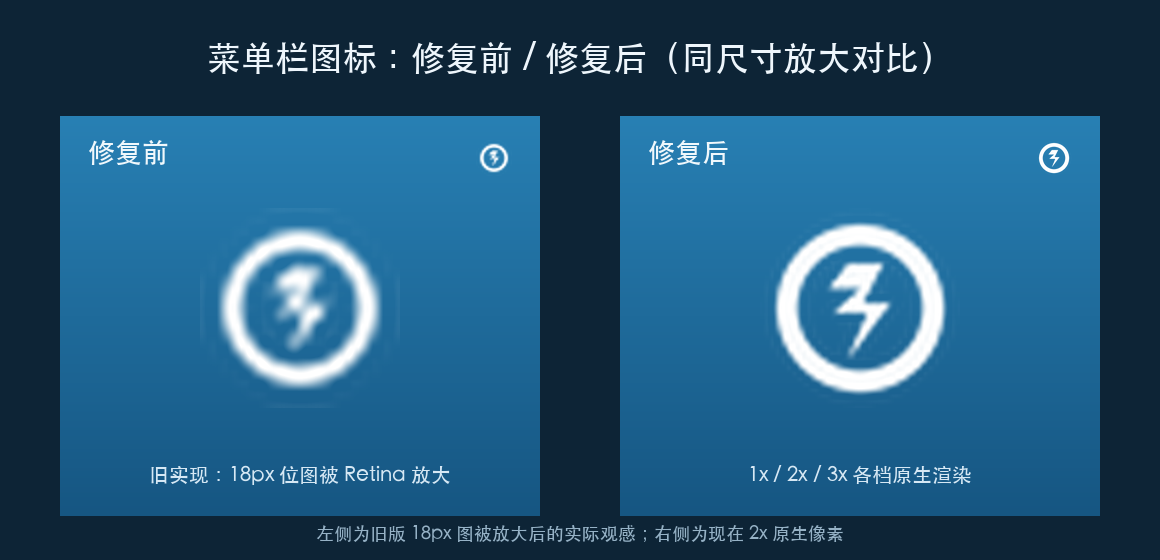 菜单栏图标：修复前 / 修复后（同尺寸放大对比）
修复前
旧实现：18px 位图被 Retina 放大
修复后
1x / 2x / 3x 各档原生渲染
左侧为旧版 18px 图被放大后的实际观感；右侧为现在 2x 原生像素